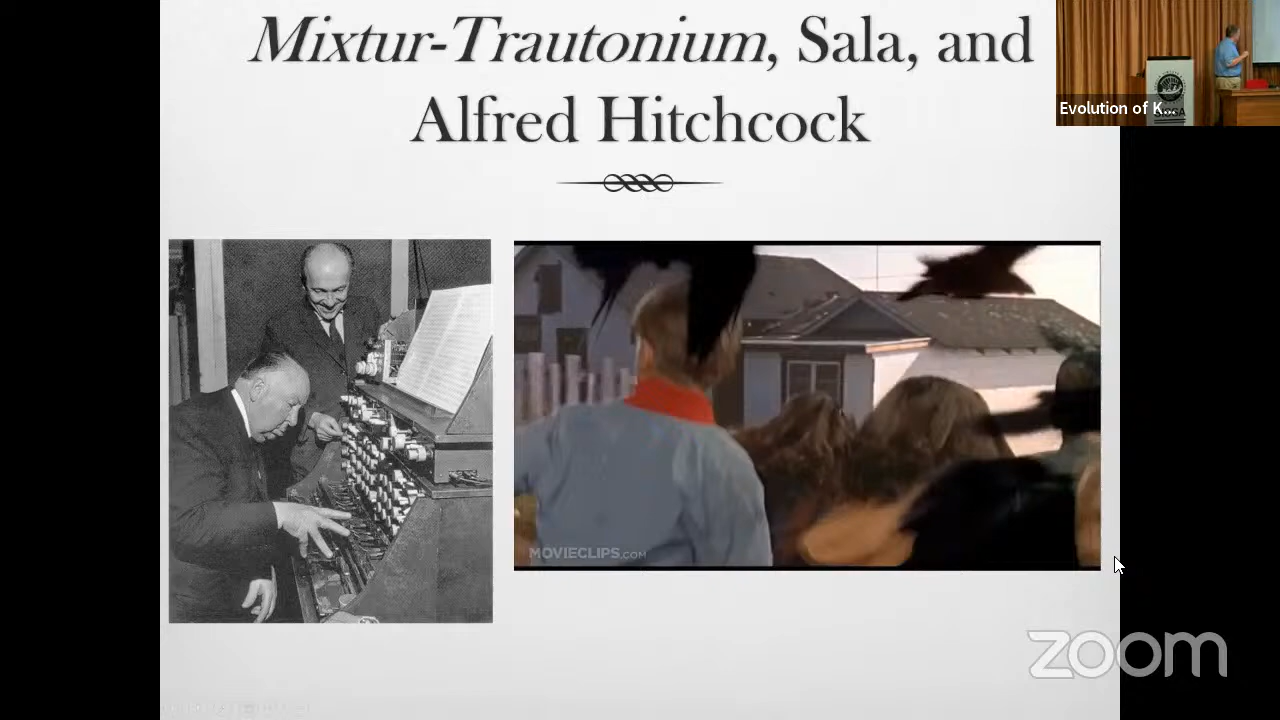 Mixtur-Trautonium, Sala, and
Alfred Hitchcock
Evolution of K...
MOVIECLIPS.COM
zoom